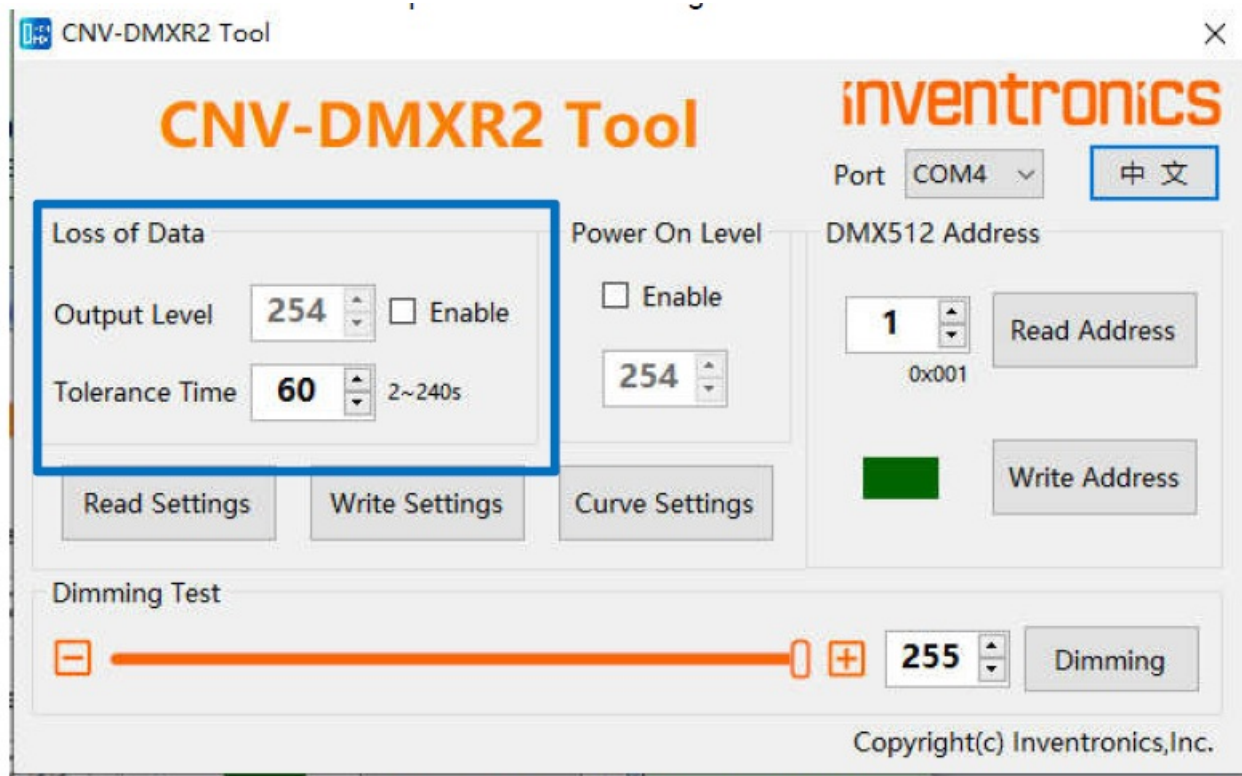 CNV-DMXR2 Tool
CNV-DMXR2 Tool
inventronics
Port COM4 中 文
Loss of Data
Output Level 254 Enable
Tolerance Time 60 2~240s
Power On Level
Enable
254
DMX512 Address
1 Read Address
0x001
Write Address
Read Settings Write Settings Curve Settings
Dimming Test
255 Dimming
Copyright(c) Inventronics,Inc.